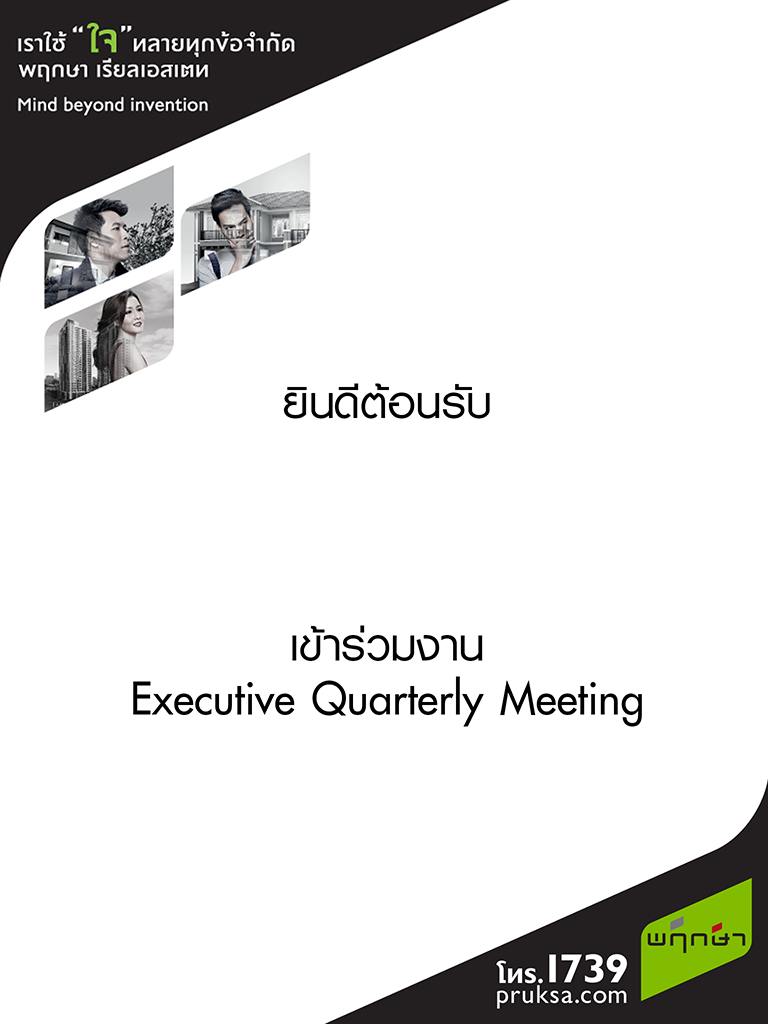 เราใช้ “ใจ” ทลายทุกข้อจำกัด
พฤกษา เรียลเอสเตท
Mind beyond invention
ยินดีต้อนรับ
เข้าร่วมงาน
Executive Quarterly Meeting
พฤกษา
โทร.1739
pruksa.com